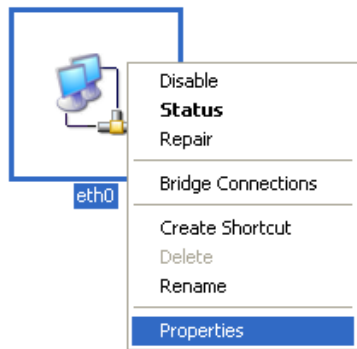 Disable
Status
Repair
Bridge Connections
Create Shortcut
Delete
Rename
Properties
eth0